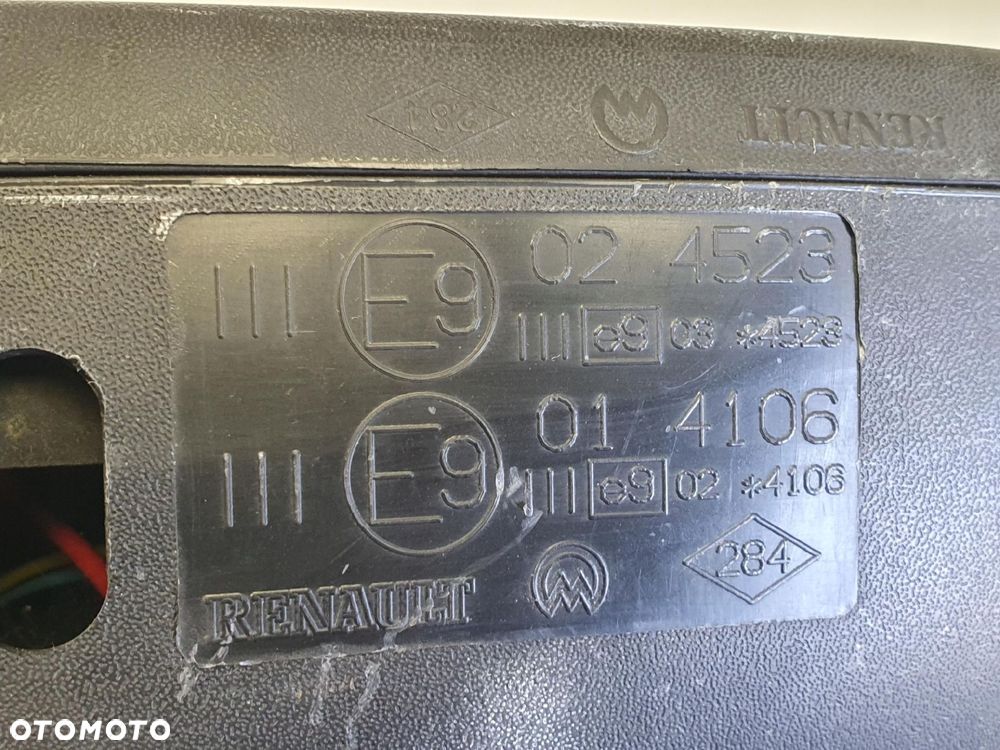 RENAULT 284
III E9 02 4523
III e9 03 *4523
III E9 01 4106
III e9 02 *4106
RENAULT 284
OTOMOTO